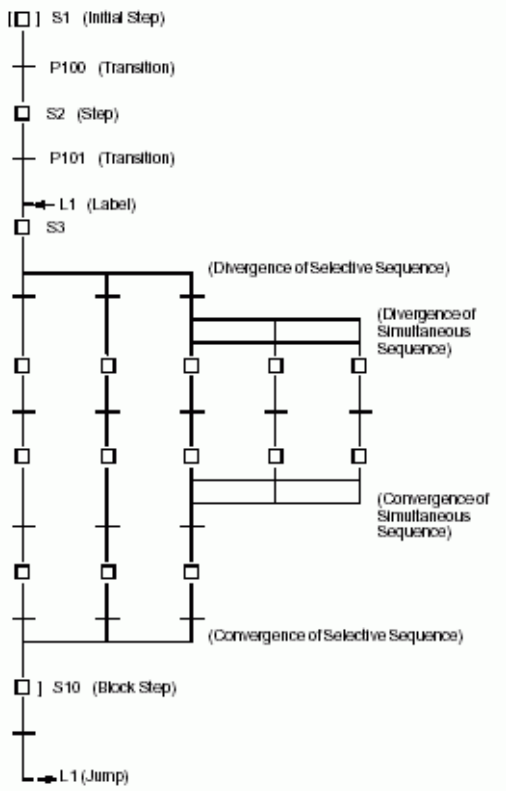 [ ] S1 (Initial Step)
P100 (Transition)
S2 (Step)
P101 (Transition)
L1 (Label)
S3
(Divergence of Selective Sequence)
(Divergence of
Simultaneous
Sequence)
(Convergence of
Simultaneous
Sequence)
(Convergence of Selective Sequence)
] S10 (Block Step)
L1 (Jump)